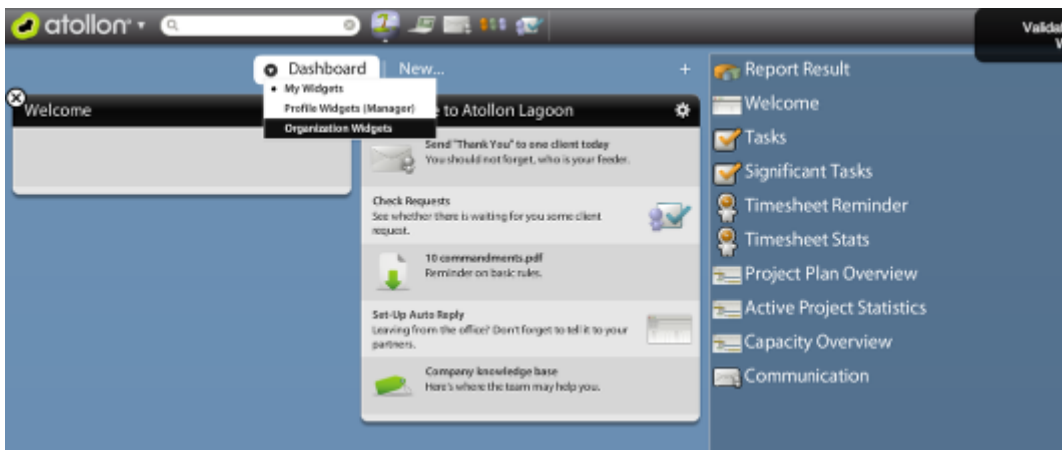 atollon
Valida
Dashboard
New...
+
My Widgets
Profile Widgets (Manager)
Organization Widgets
Welcome
e to Atollon Lagoon
Send "Thank You" to one client today
You should not forget, who is your feeder.
Check Requests
See whether there is waiting for you some client
request.
10 commandments.pdf
Reminder on basic rules.
Set-Up Auto Reply
Leaving from the office? Don't forget to tell it to your
partners.
Company knowledge base
Here's where the team may help you.
Report Result
Welcome
Tasks
Significant Tasks
Timesheet Reminder
Timesheet Stats
Project Plan Overview
Active Project Statistics
Capacity Overview
Communication